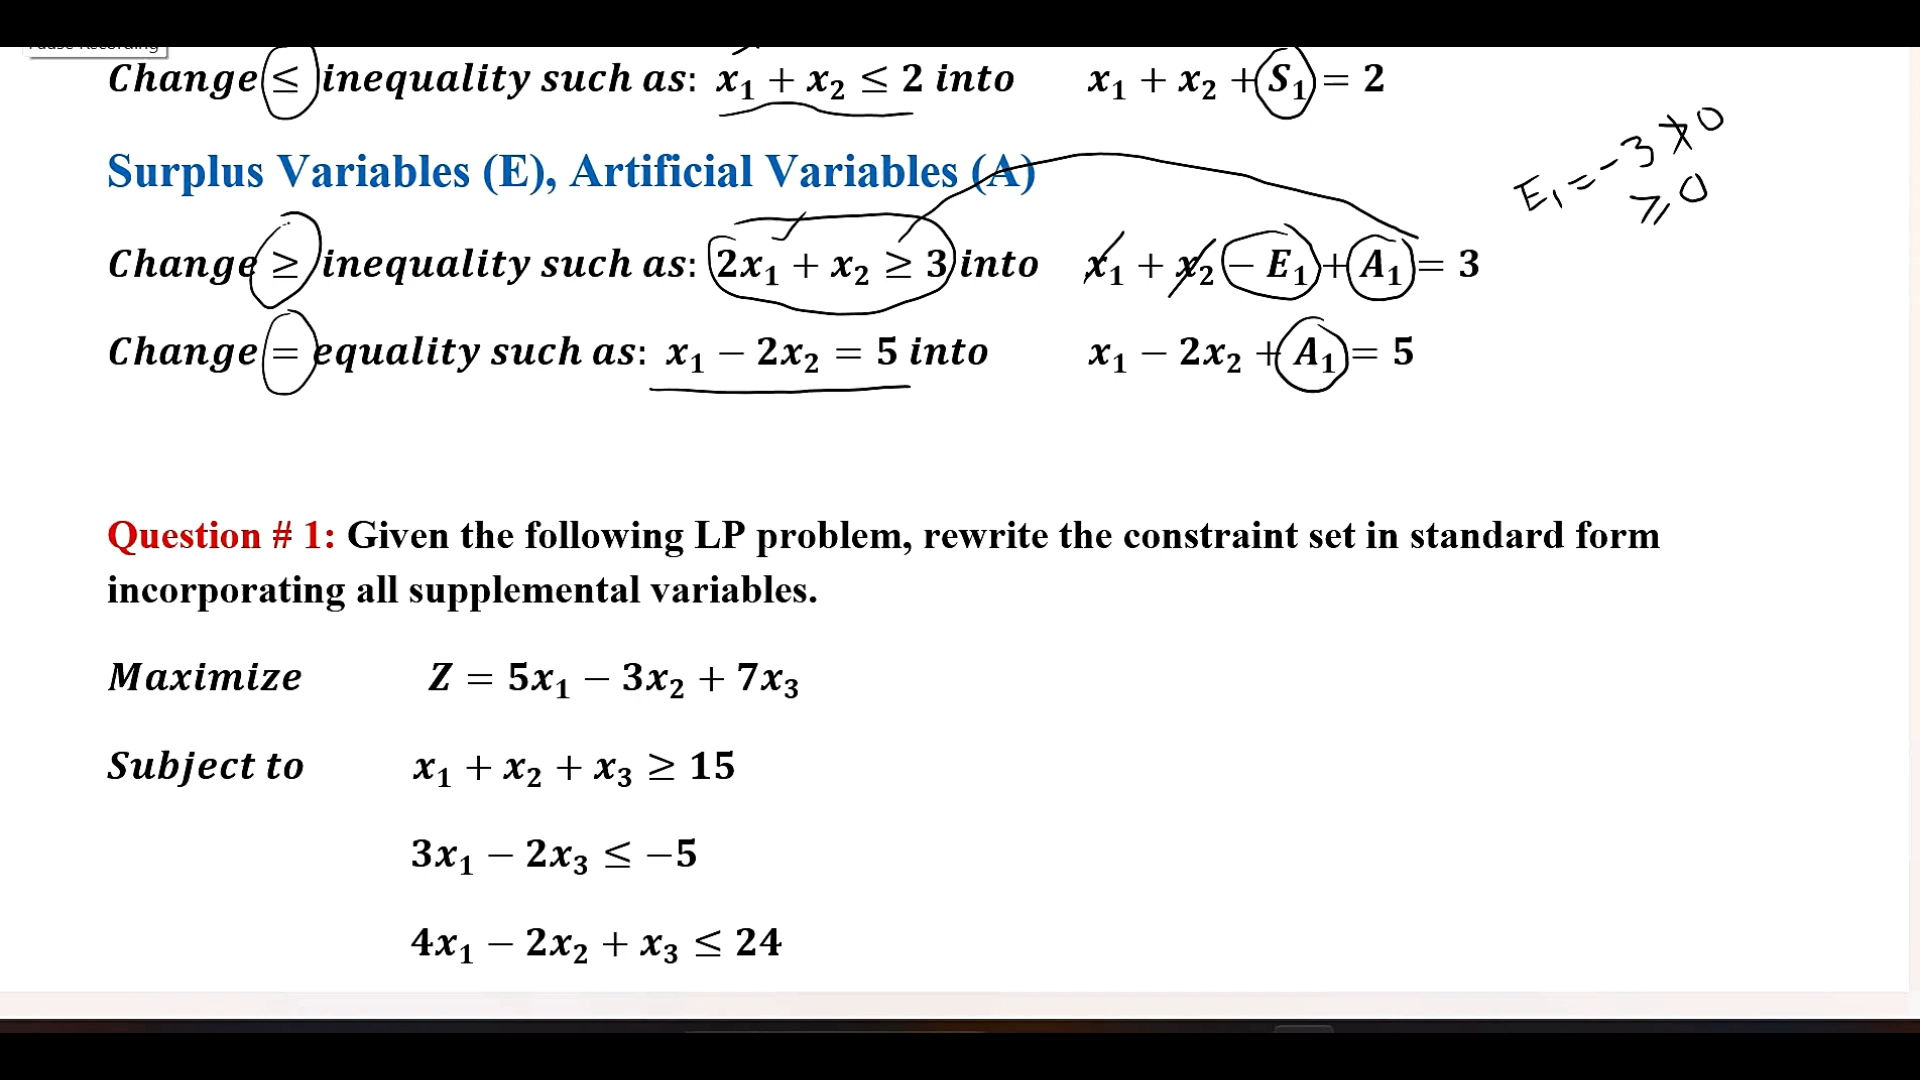 Change ≤ inequality such as: x₁ + x₂ ≤ 2 into x₁ + x₂ + S₁ = 2
Surplus Variables (E), Artificial Variables (A)
E₁ = -3 ≱ 0
≥ 0
Change ≥ inequality such as: 2x₁ + x₂ ≥ 3 into x₁ + x₂ − E₁ + A₁ = 3
Change = equality such as: x₁ − 2x₂ = 5 into x₁ − 2x₂ + A₁ = 5
Question # 1: Given the following LP problem, rewrite the constraint set in standard form
incorporating all supplemental variables.
Maximize Z = 5x₁ − 3x₂ + 7x₃
Subject to x₁ + x₂ + x₃ ≥ 15
3x₁ − 2x₃ ≤ −5
4x₁ − 2x₂ + x₃ ≤ 24